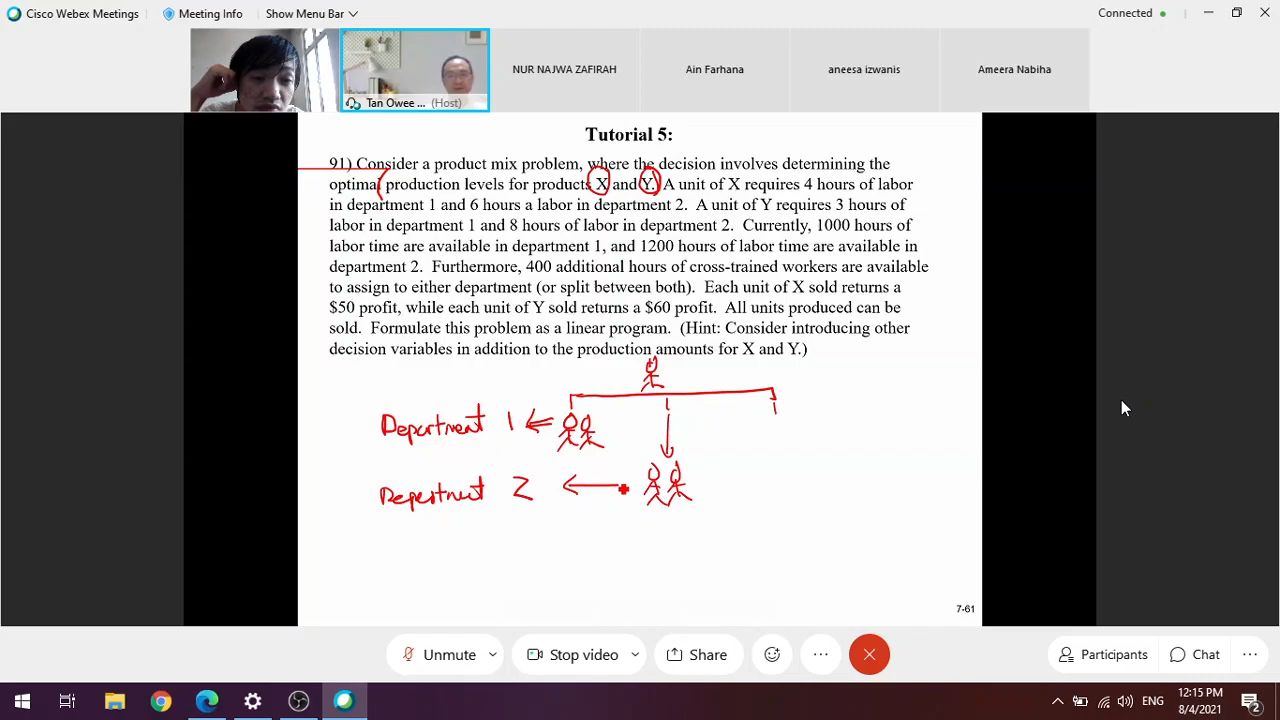 Cisco Webex Meetings
Meeting Info
Show Menu Bar
Connected
Tan Owee ... (Host)
NUR NAJWA ZAFIRAH
Ain Farhana
aneesa izwanis
Ameera Nabiha
Tutorial 5:
91) Consider a product mix problem, where the decision involves determining the
optimal production levels for products X and Y. A unit of X requires 4 hours of labor
in department 1 and 6 hours a labor in department 2. A unit of Y requires 3 hours of
labor in department 1 and 8 hours of labor in department 2. Currently, 1000 hours of
labor time are available in department 1, and 1200 hours of labor time are available in
department 2. Furthermore, 400 additional hours of cross-trained workers are available
to assign to either department (or split between both). Each unit of X sold returns a
$50 profit, while each unit of Y sold returns a $60 profit. All units produced can be
sold. Formulate this problem as a linear program. (Hint: Consider introducing other
decision variables in addition to the production amounts for X and Y.)
Department 1
Department 2
7-61
Unmute
Stop video
Share
...
Participants
Chat
...
ENG
12:15 PM
8/4/2021
2